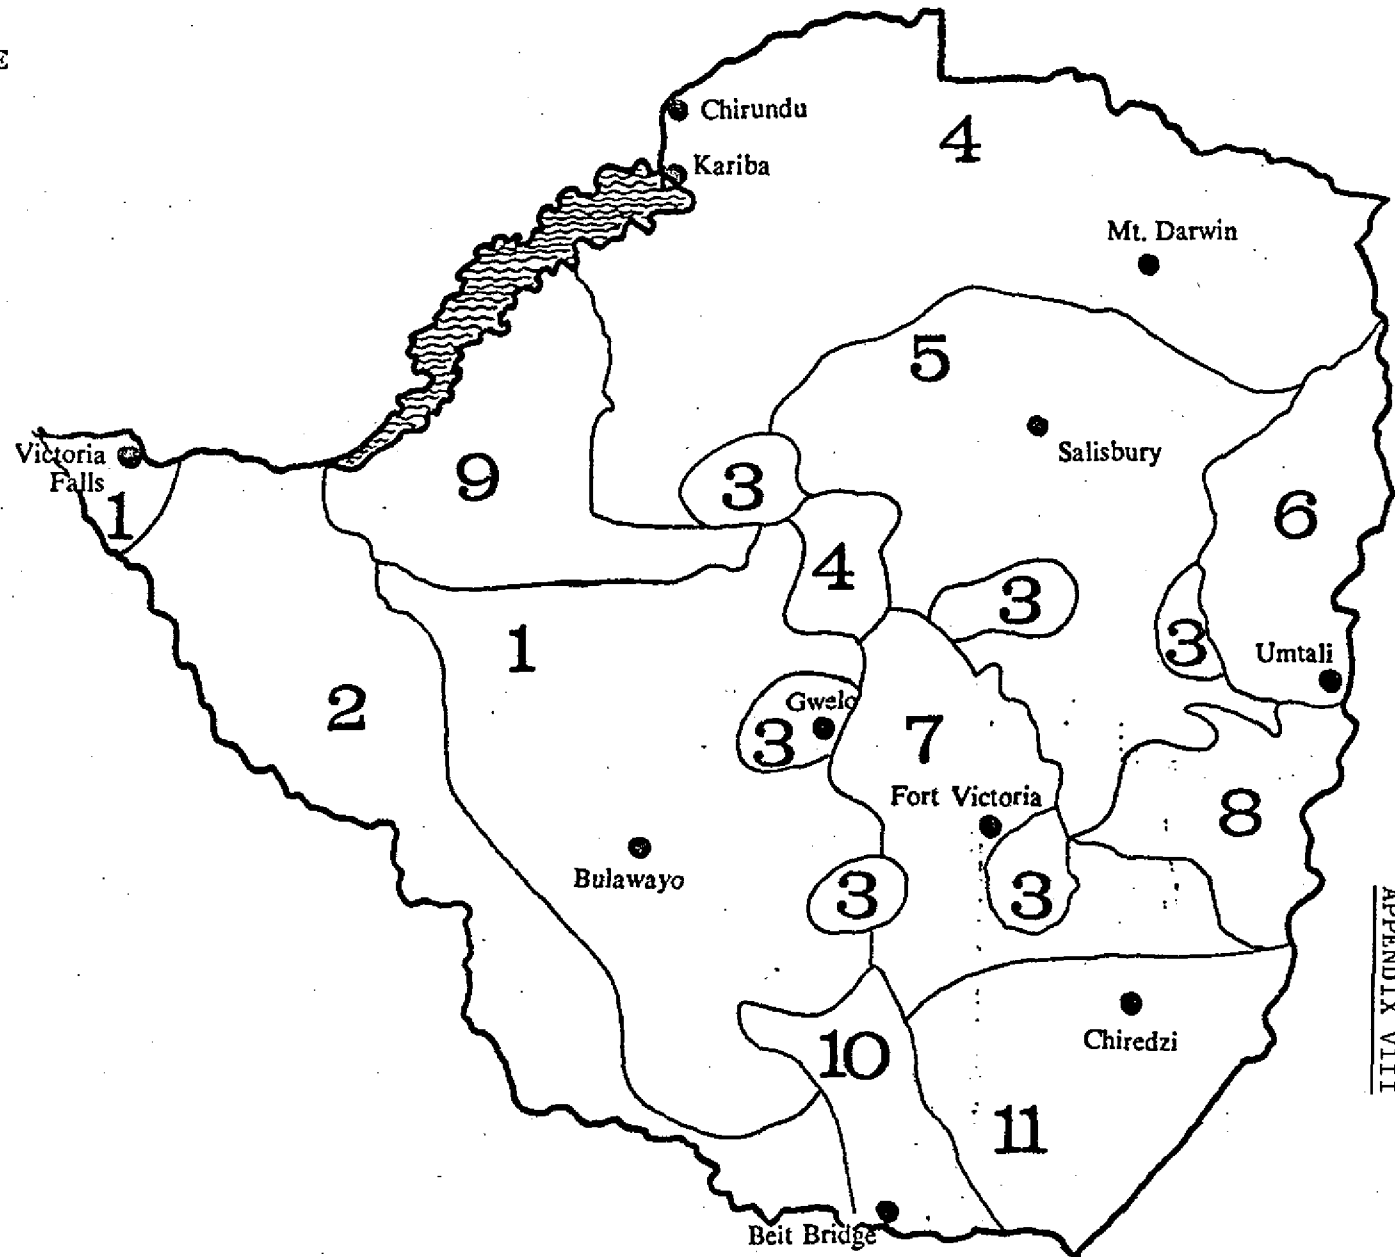 E
Chirundu
4
Kariba
Mt. Darwin
5
Salisbury
Victoria
Falls
1
9
3
6
4
3
3
Umtali
1
2
Gwelo
3
7
Fort Victoria
8
Bulawayo
3
3
APPENDIX VIII
Chiredzi
10
11
Beit Bridge